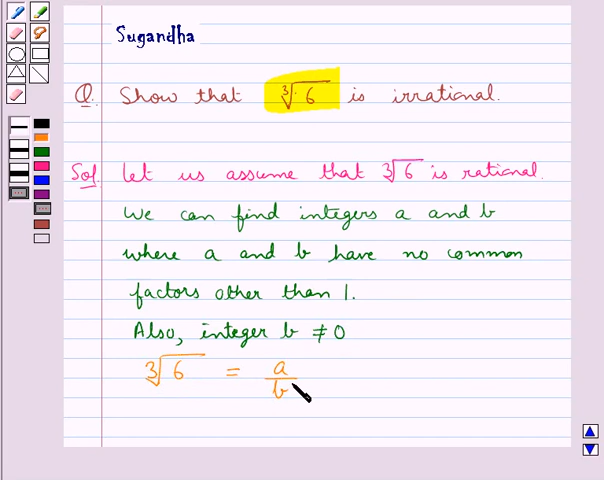 Sugandha
Q. Show that ∛6 is irrational.
Sol. Let us assume that ∛6 is rational.
We can find integers a and b
where a and b have no common
factors other than 1.
Also, integer b ≠ 0
∛6 = a/b